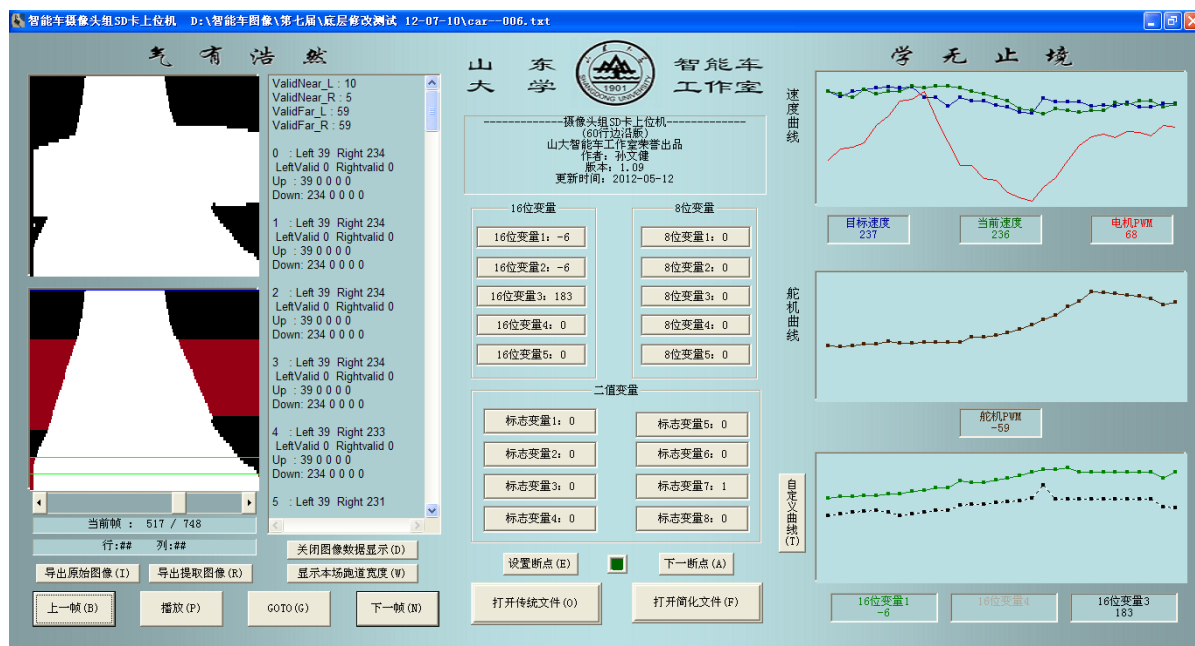 智能车摄像头组SD卡上位机 D:\智能车图像\第七届\底层修改测试 12-07-10\car--006.txt
气有浩然
ValidNear_L : 10
ValidNear_R : 5
ValidFar_L : 59
ValidFar_R : 59
0 : Left 39 Right 234
LeftValid 0 Rightvalid 0
Up : 39 0 0 0 0
Down: 234 0 0 0 0
1 : Left 39 Right 234
LeftValid 0 Rightvalid 0
Up : 39 0 0 0 0
Down: 234 0 0 0 0
2 : Left 39 Right 234
LeftValid 0 Rightvalid 0
Up : 39 0 0 0 0
Down: 234 0 0 0 0
3 : Left 39 Right 234
LeftValid 0 Rightvalid 0
Up : 39 0 0 0 0
Down: 234 0 0 0 0
4 : Left 39 Right 233
LeftValid 0 Rightvalid 0
Up : 39 0 0 0 0
Down: 234 0 0 0 0
5 : Left 39 Right 231
当前帧 : 517 / 748
行:## 列:##
导出原始图像(I) 导出提取图像(R)
关闭图像数据显示(D)
显示本场跑道宽度(W)
上一帧(B) 播放(P) GOTO(G) 下一帧(N)
山东大学
1901
SHANDONG UNIVERSITY
智能车工作室
-------------摄像头组SD卡上位机-------------
(60行边沿版)
山大智能车工作室荣誉出品
作者: 孙文健
版本: 1.09
更新时间: 2012-05-12
16位变量
16位变量1: -6
16位变量2: -6
16位变量3: 183
16位变量4: 0
16位变量5: 0
8位变量
8位变量1: 0
8位变量2: 0
8位变量3: 0
8位变量4: 0
8位变量5: 0
二值变量
标志变量1: 0
标志变量2: 0
标志变量3: 0
标志变量4: 0
标志变量5: 0
标志变量6: 0
标志变量7: 1
标志变量8: 0
设置断点(E) 下一断点(A)
打开传统文件(O) 打开简化文件(F)
学无止境
速度曲线
目标速度
237
当前速度
236
电机PWM
68
舵机曲线
舵机PWM
-59
自定义曲线(T)
16位变量1
-6
16位变量4
16位变量3
183